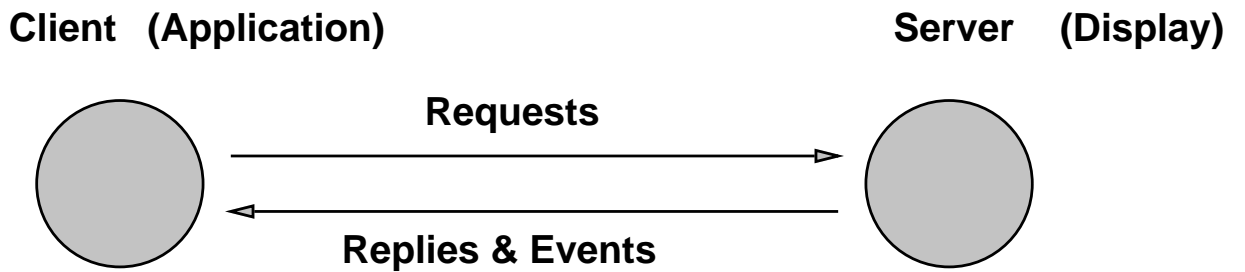 Client (Application)
Server (Display)
Requests
Replies & Events